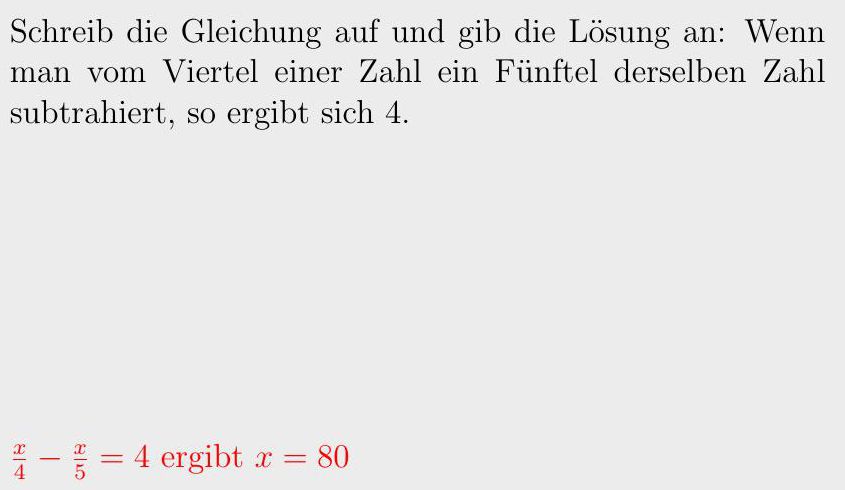 Schreib die Gleichung auf und gib die Lösung an: Wenn
man vom Viertel einer Zahl ein Fünftel derselben Zahl
subtrahiert, so ergibt sich 4.
$\frac{x}{4} - \frac{x}{5} = 4$ ergibt $x = 80$